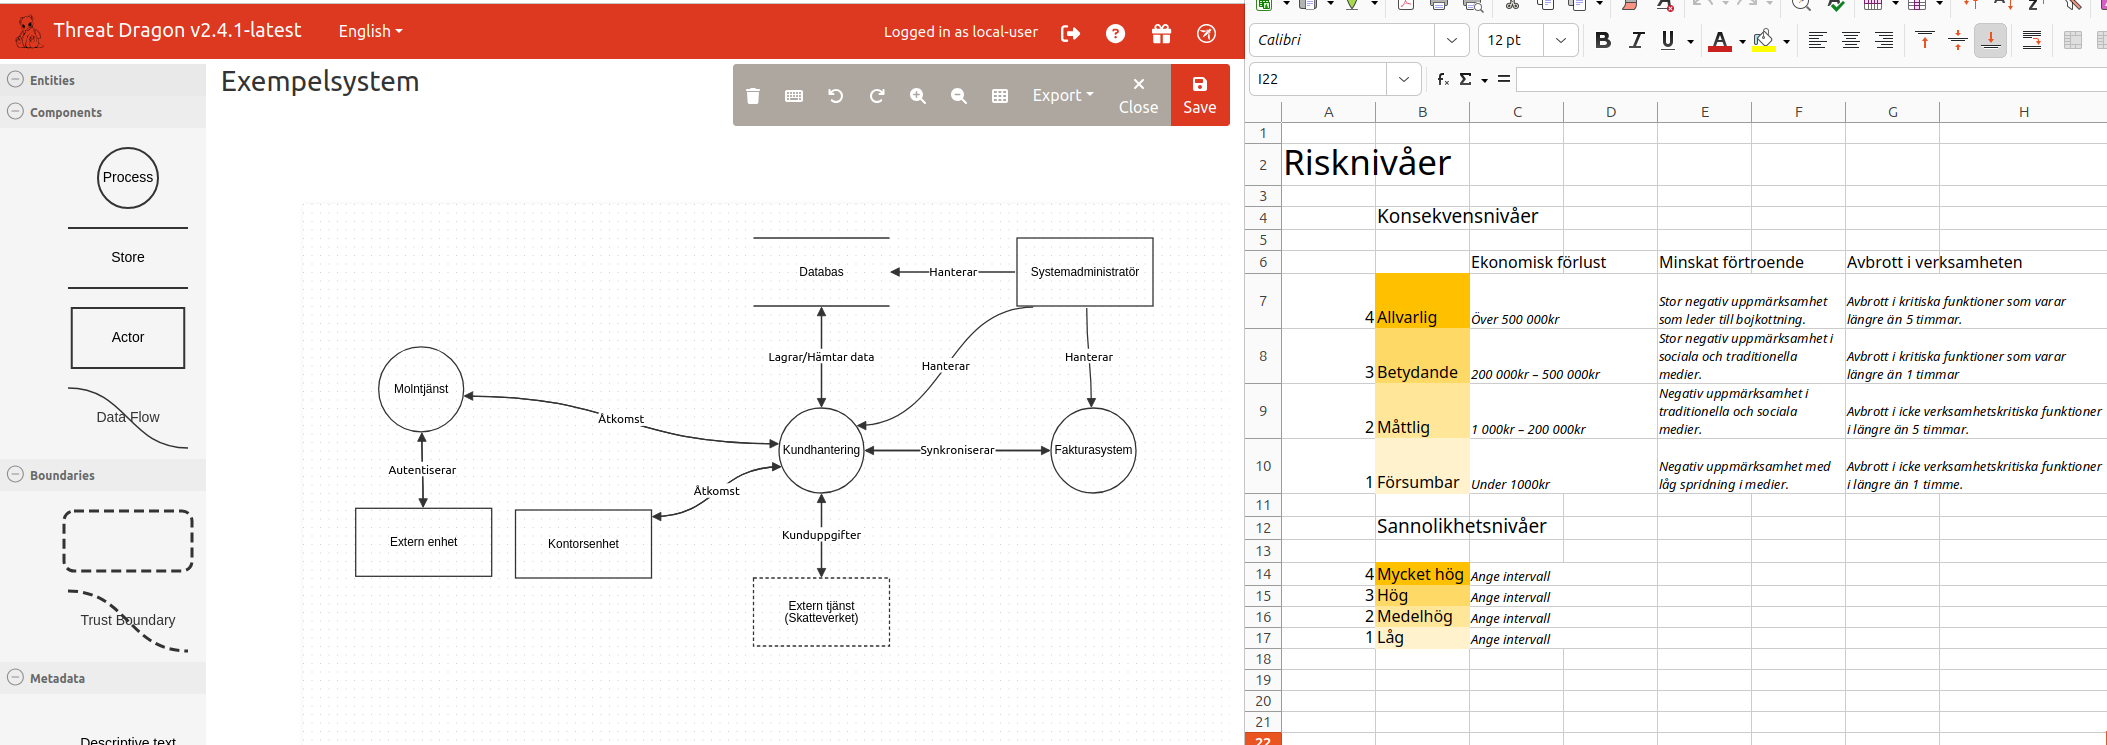 Threat Dragon v2.4.1-latest
English
Logged in as local-user
Entities
Components
Process
Store
Actor
Data Flow
Boundaries
Trust Boundary
Metadata
Descriptive text
Exempelsystem
Export
Close
Save
Databas
Hanterar
Systemadministratör
Lagrar/Hämtar data
Hanterar
Hanterar
Molntjänst
Åtkomst
Kundhantering
Synkroniserar
Fakturasystem
Autentiserar
Åtkomst
Extern enhet
Kontorsenhet
Kunduppgifter
Extern tjänst
(Skatteverket)
Calibri
12 pt
B I U A
I22
fx Σ =
A B C D E F G H
1
2 Risknivåer
3
4 Konsekvensnivåer
5
6 Ekonomisk förlust Minskat förtroende Avbrott i verksamheten
7 4 Allvarlig Över 500 000kr
Stor negativ uppmärksamhet
som leder till bojkottning.
Avbrott i kritiska funktioner som varar
längre än 5 timmar.
8 3 Betydande 200 000kr – 500 000kr
Stor negativ uppmärksamhet i
sociala och traditionella
medier.
Avbrott i kritiska funktioner som varar
längre än 1 timmar
9 2 Måttlig 1 000kr – 200 000kr
Negativ uppmärksamhet i
traditionella och sociala
medier.
Avbrott i icke verksamhetskritiska funktioner
i längre än 5 timmar.
10 1 Försumbar Under 1000kr
Negativ uppmärksamhet med
låg spridning i medier.
Avbrott i icke verksamhetskritiska funktioner
i längre än 1 timme.
11
12 Sannolikhetsnivåer
13
14 4 Mycket hög Ange intervall
15 3 Hög Ange intervall
16 2 Medelhög Ange intervall
17 1 Låg Ange intervall
18
19
20
21
22